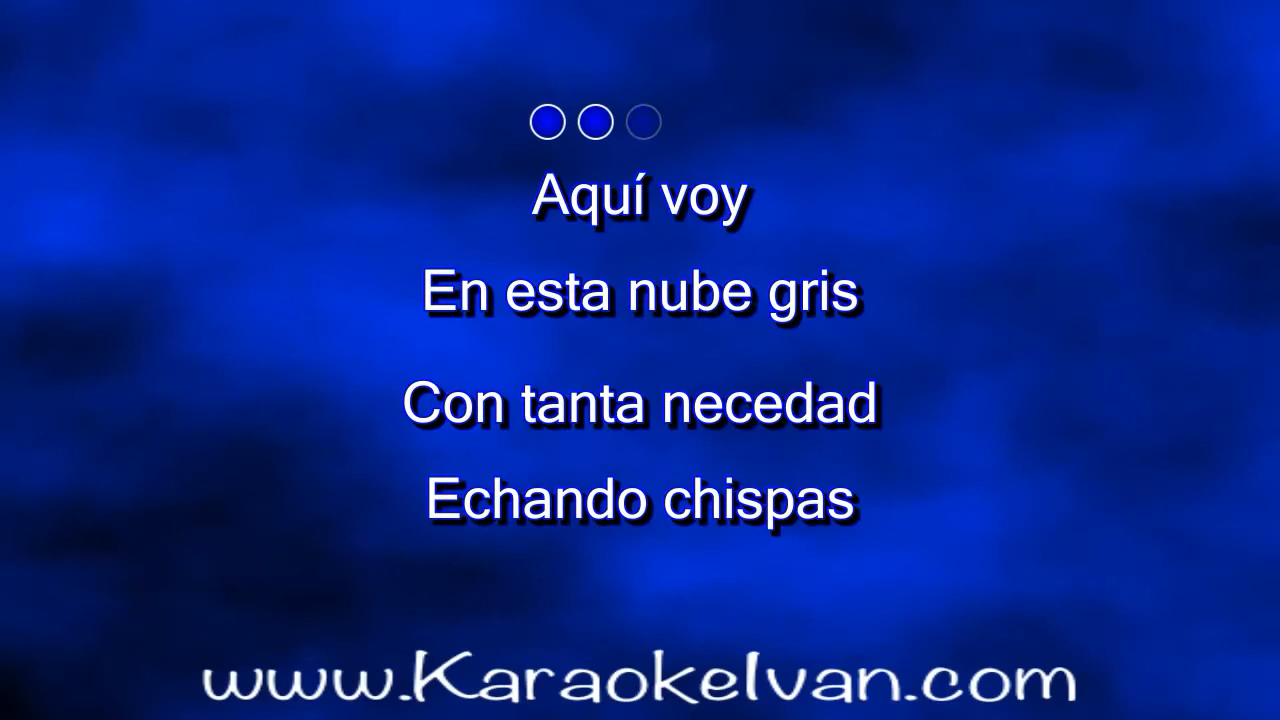 Aquí voy
En esta nube gris
Con tanta necedad
Echando chispas
www.KaraokeIvan.com